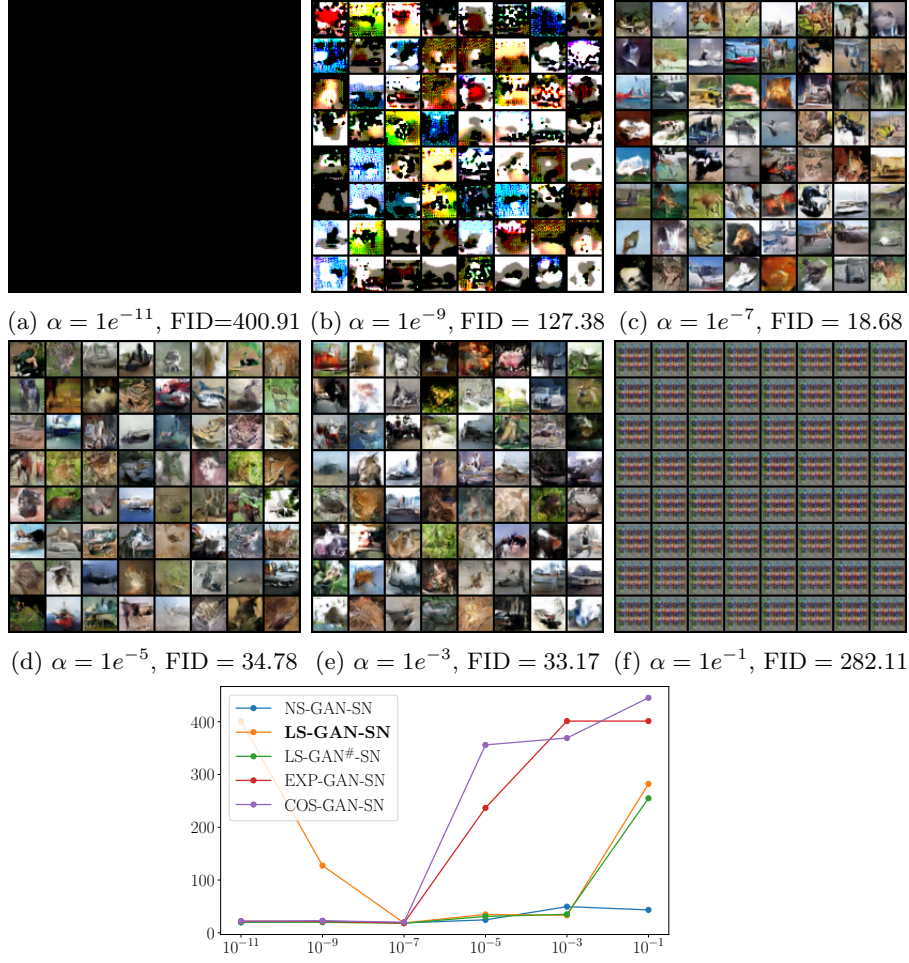 (a) α = 1e⁻¹¹, FID=400.91 (b) α = 1e⁻⁹, FID = 127.38 (c) α = 1e⁻⁷, FID = 18.68
(d) α = 1e⁻⁵, FID = 34.78 (e) α = 1e⁻³, FID = 33.17 (f) α = 1e⁻¹, FID = 282.11
NS-GAN-SN
LS-GAN-SN
LS-GAN#-SN
EXP-GAN-SN
COS-GAN-SN
400
300
200
100
0
10⁻¹¹ 10⁻⁹ 10⁻⁷ 10⁻⁵ 10⁻³ 10⁻¹